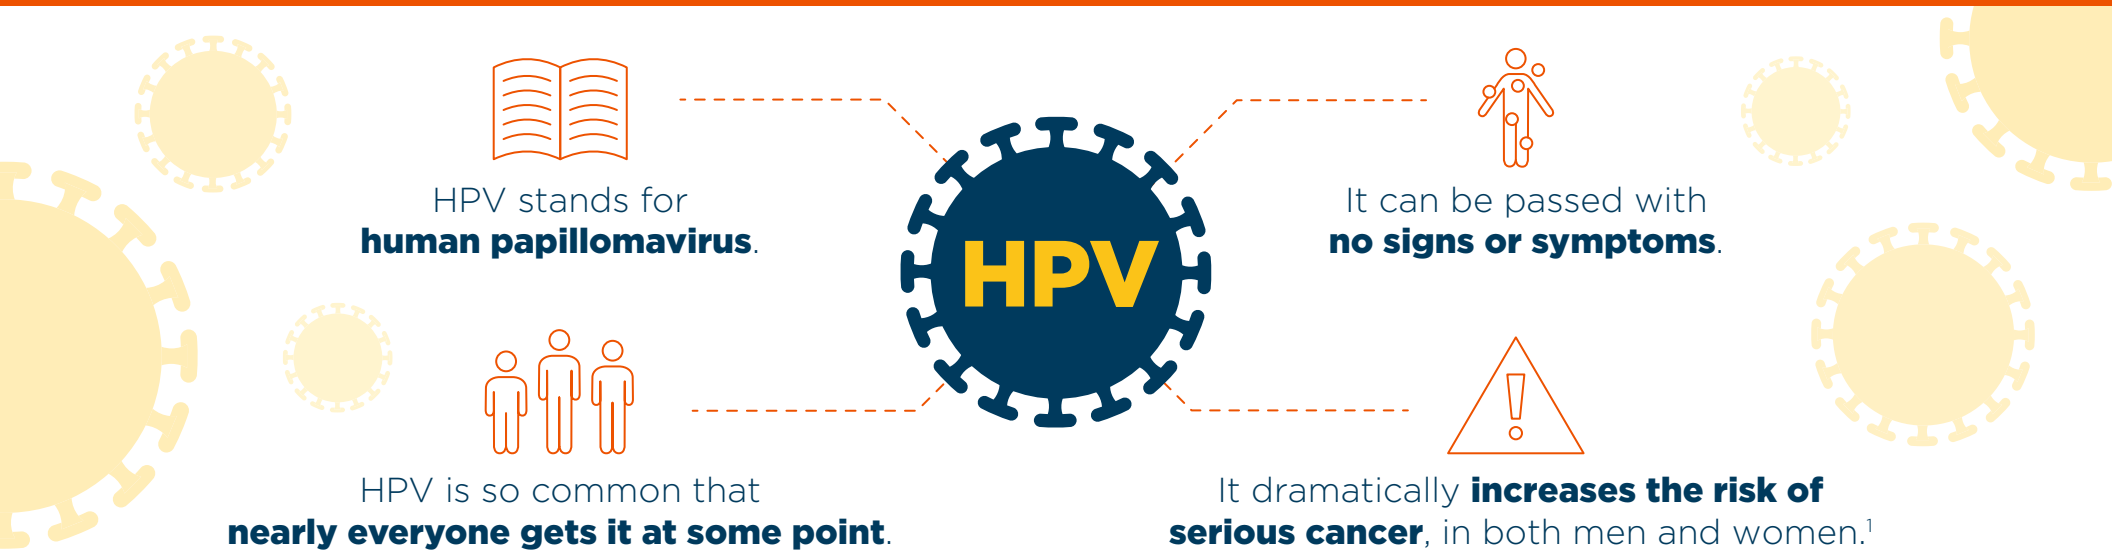 HPV stands for
human papillomavirus.
It can be passed with
no signs or symptoms.
HPV
HPV is so common that
nearly everyone gets it at some point.
It dramatically increases the risk of
serious cancer, in both men and women.¹